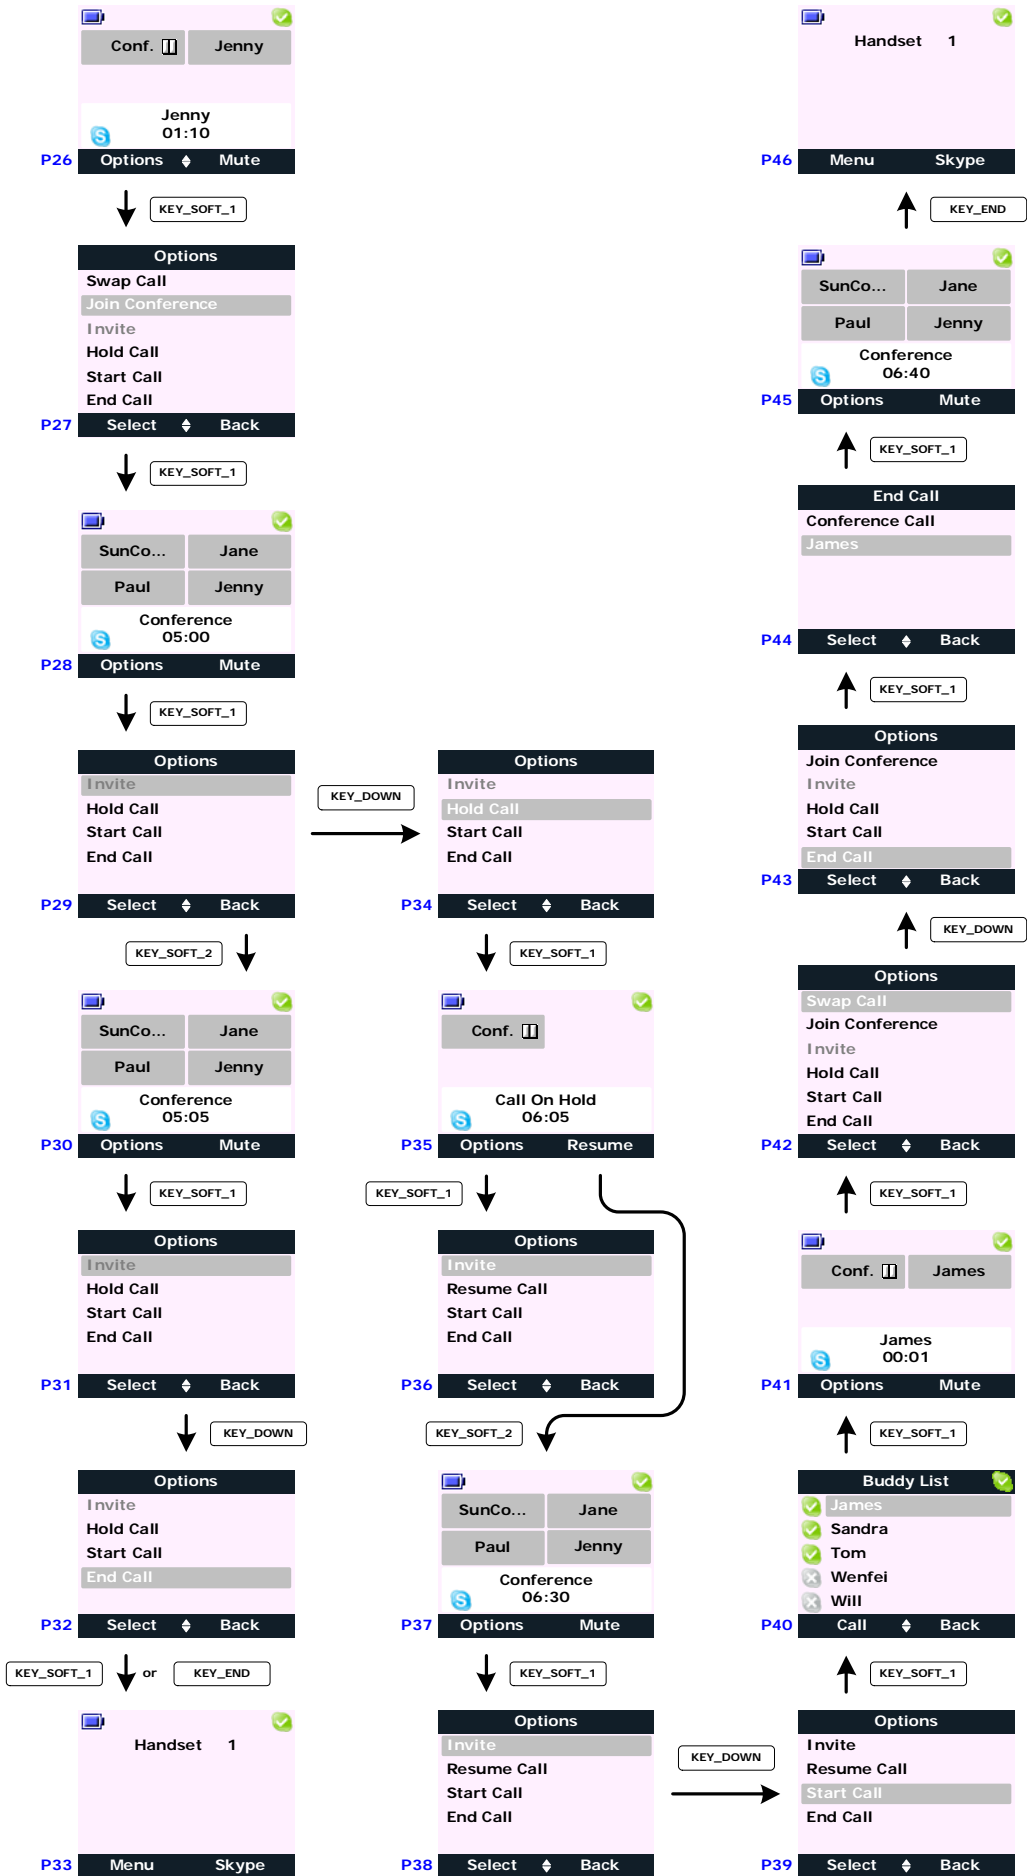 Conf. Jenny
Jenny
01:10
P26 Options Mute
KEY_SOFT_1
Options
Swap Call
Join Conference
Invite
Hold Call
Start Call
End Call
P27 Select Back
KEY_SOFT_1
SunCo... Jane
Paul Jenny
Conference
05:00
P28 Options Mute
KEY_SOFT_1
Options
Invite
Hold Call
Start Call
End Call
P29 Select Back
KEY_SOFT_2
SunCo... Jane
Paul Jenny
Conference
05:05
P30 Options Mute
KEY_SOFT_1
Options
Invite
Hold Call
Start Call
End Call
P31 Select Back
KEY_DOWN
Options
Invite
Hold Call
Start Call
End Call
P32 Select Back
KEY_SOFT_1 or KEY_END
Handset 1
P33 Menu Skype
KEY_DOWN
Options
Invite
Hold Call
Start Call
End Call
P34 Select Back
KEY_SOFT_1
Conf.
Call On Hold
06:05
P35 Options Resume
KEY_SOFT_1
Options
Invite
Resume Call
Start Call
End Call
P36 Select Back
KEY_SOFT_2
SunCo... Jane
Paul Jenny
Conference
06:30
P37 Options Mute
KEY_SOFT_1
Options
Invite
Resume Call
Start Call
End Call
P38 Select Back
KEY_DOWN
Options
Invite
Resume Call
Start Call
End Call
P39 Select Back
KEY_SOFT_1
Buddy List
James
Sandra
Tom
Wenfei
Will
P40 Call Back
KEY_SOFT_1
Conf. James
James
00:01
P41 Options Mute
KEY_SOFT_1
Options
Swap Call
Join Conference
Invite
Hold Call
Start Call
End Call
P42 Select Back
KEY_DOWN
Options
Join Conference
Invite
Hold Call
Start Call
End Call
P43 Select Back
KEY_SOFT_1
End Call
Conference Call
James
P44 Select Back
KEY_SOFT_1
SunCo... Jane
Paul Jenny
Conference
06:40
P45 Options Mute
KEY_END
Handset 1
P46 Menu Skype